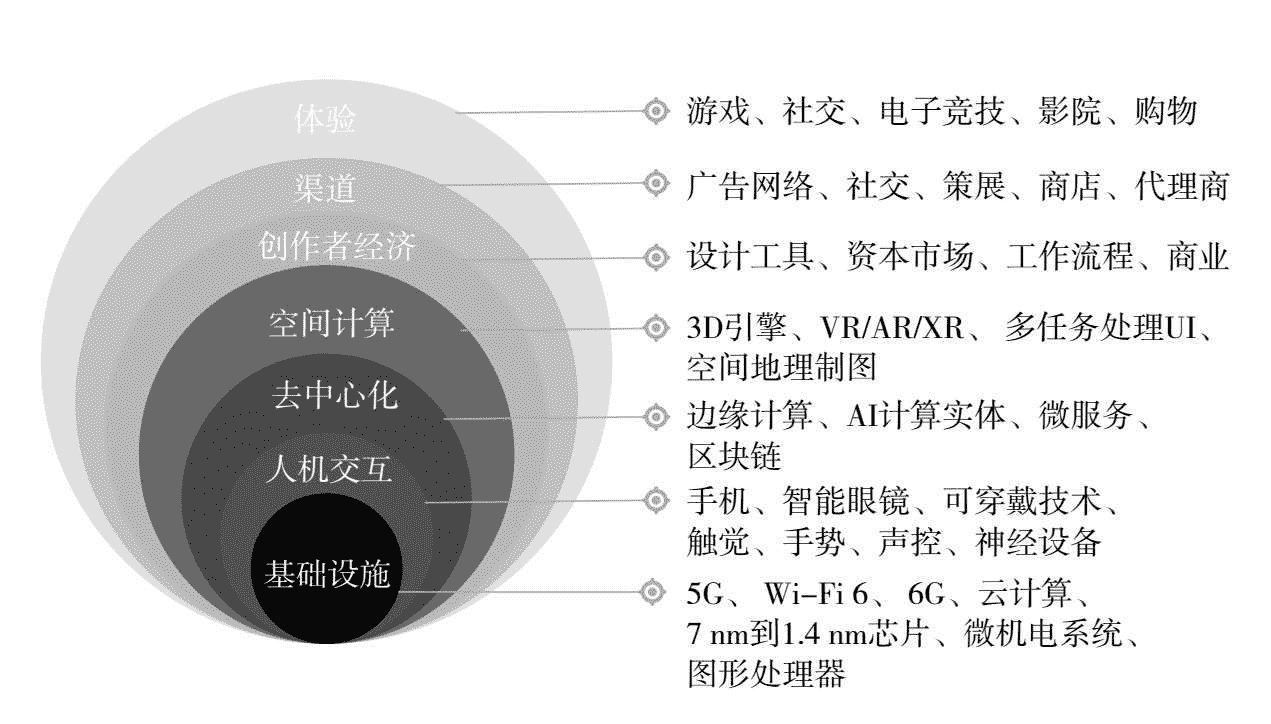 体验
游戏、社交、电子竞技、影院、购物
渠道
广告网络、社交、策展、商店、代理商
创作者经济
设计工具、资本市场、工作流程、商业
空间计算
3D引擎、VR/AR/XR、 多任务处理UI、
空间地理制图
去中心化
边缘计算、AI计算实体、微服务、
区块链
人机交互
手机、智能眼镜、可穿戴技术、
触觉、手势、声控、神经设备
基础设施
5G、 Wi-Fi 6、 6G、云计算、
7 nm到1.4 nm芯片、微机电系统、
图形处理器